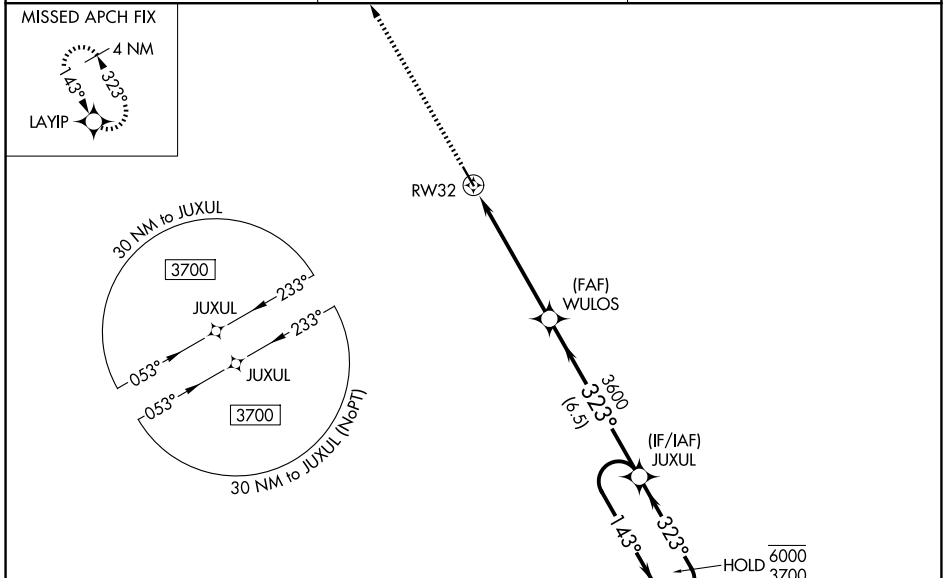 MISSED APCH FIX
4 NM
143°
323°
LAYIP
RW32
30 NM to JUXUL
3700
233°
JUXUL
053°
233°
JUXUL
053°
3700
30 NM to JUXUL (NoPT)
(FAF)
WULOS
3600
323°
(6.5)
(IF/IAF)
JUXUL
143°
323°
HOLD 6000
3700